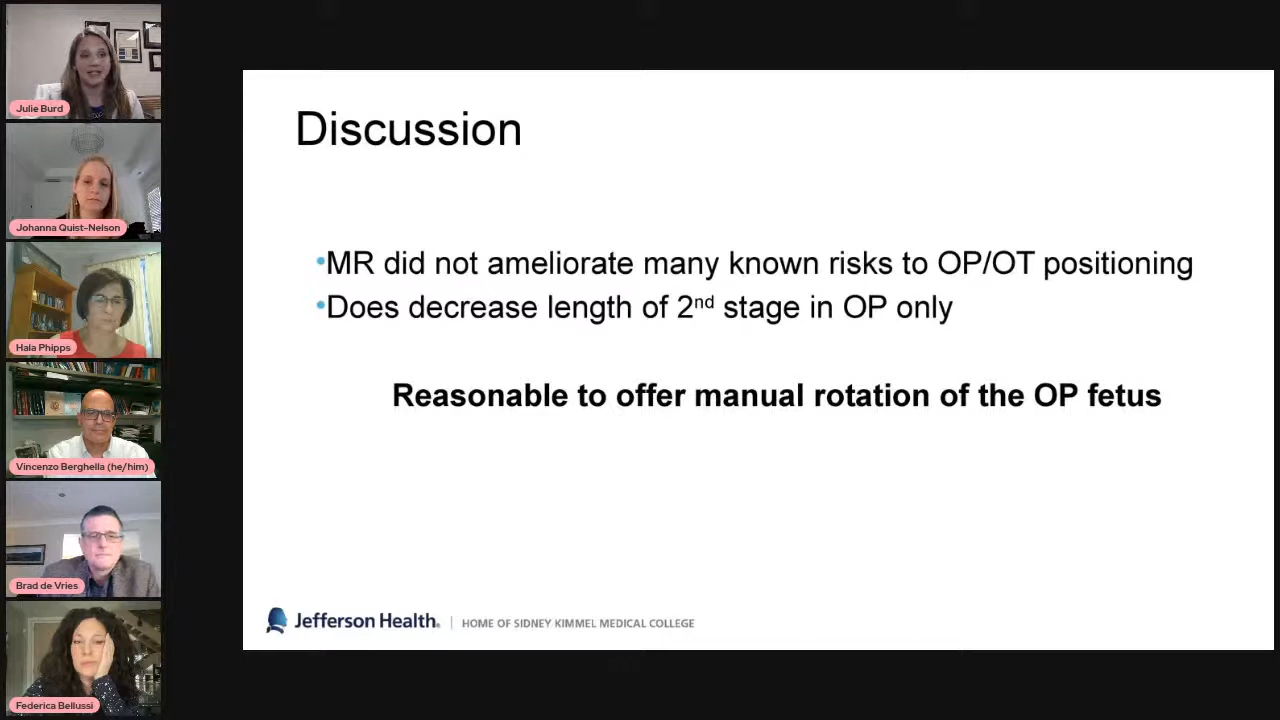 Julie Burd
Johanna Quist-Nelson
Hala Phipps
Vincenzo Berghella (he/him)
Brad de Vries
Federica Bellussi
Discussion
•MR did not ameliorate many known risks to OP/OT positioning
•Does decrease length of 2nd stage in OP only
Reasonable to offer manual rotation of the OP fetus
Jefferson Health. | HOME OF SIDNEY KIMMEL MEDICAL COLLEGE